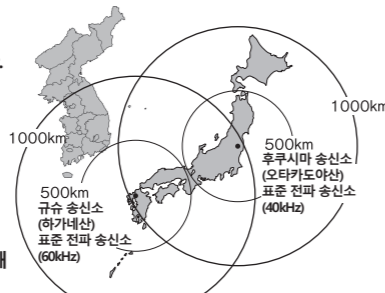 1000km
1000km
500km
후쿠시마 송신소
(오타카도야산)
표준 전파 송신소
(40kHz)
500km
규슈 송신소
(하가네산)
표준 전파 송신소
(60kHz)